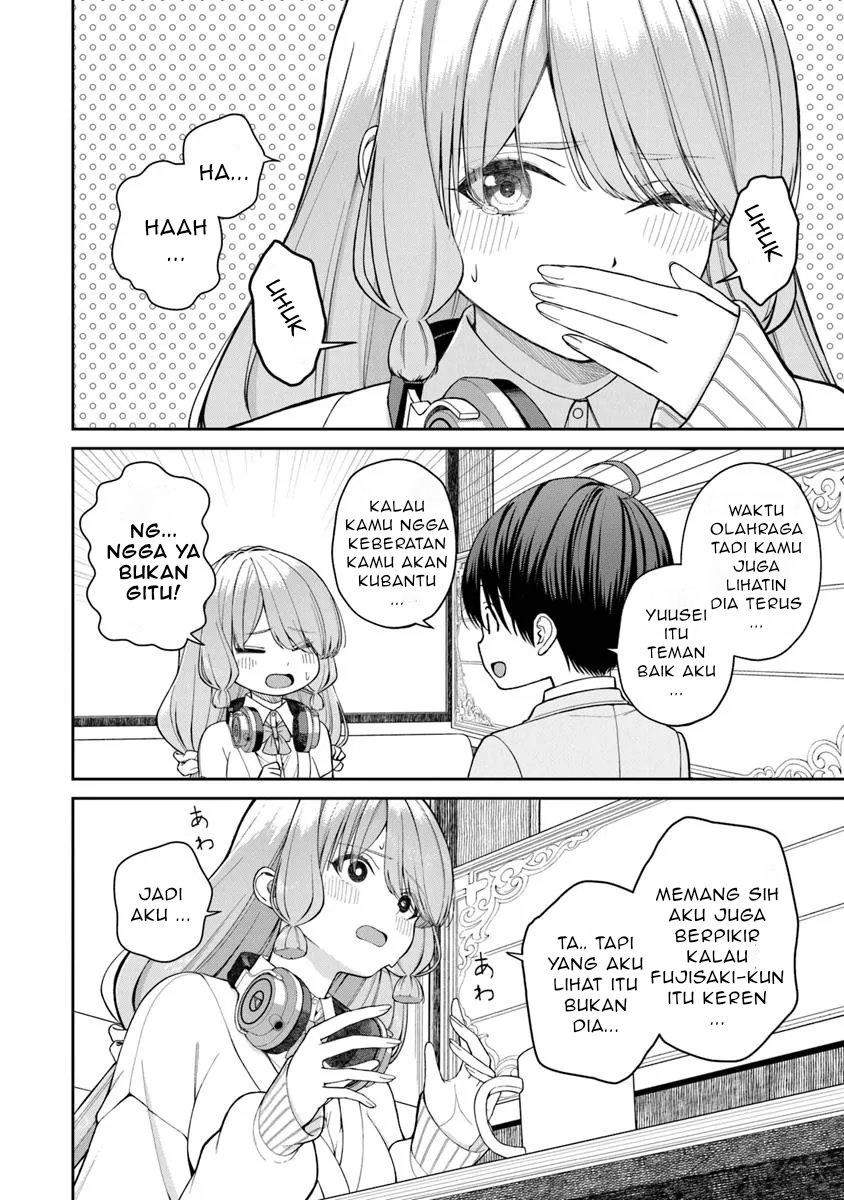 UHUK
UHUK
HA...
HAAH
...
WAKTU
OLAHRAGA
TADI KAMU
JUGA
LIHATIN
DIA TERUS
...
YUUSEI
ITU
TEMAN
BAIK AKU
...
KALAU
KAMU NGGA
KEBERATAN
KAMU AKAN
KUBANTU
...
NG...
NGGA YA
BUKAN
GITU!
MEMANG SIH
AKU JUGA
BERPIKIR
KALAU
FUJISAKI-KUN
ITU KEREN
...
TA.. TAPI
YANG AKU
LIHAT ITU
BUKAN
DIA...
あわ
あわ
JADI
AKU ...